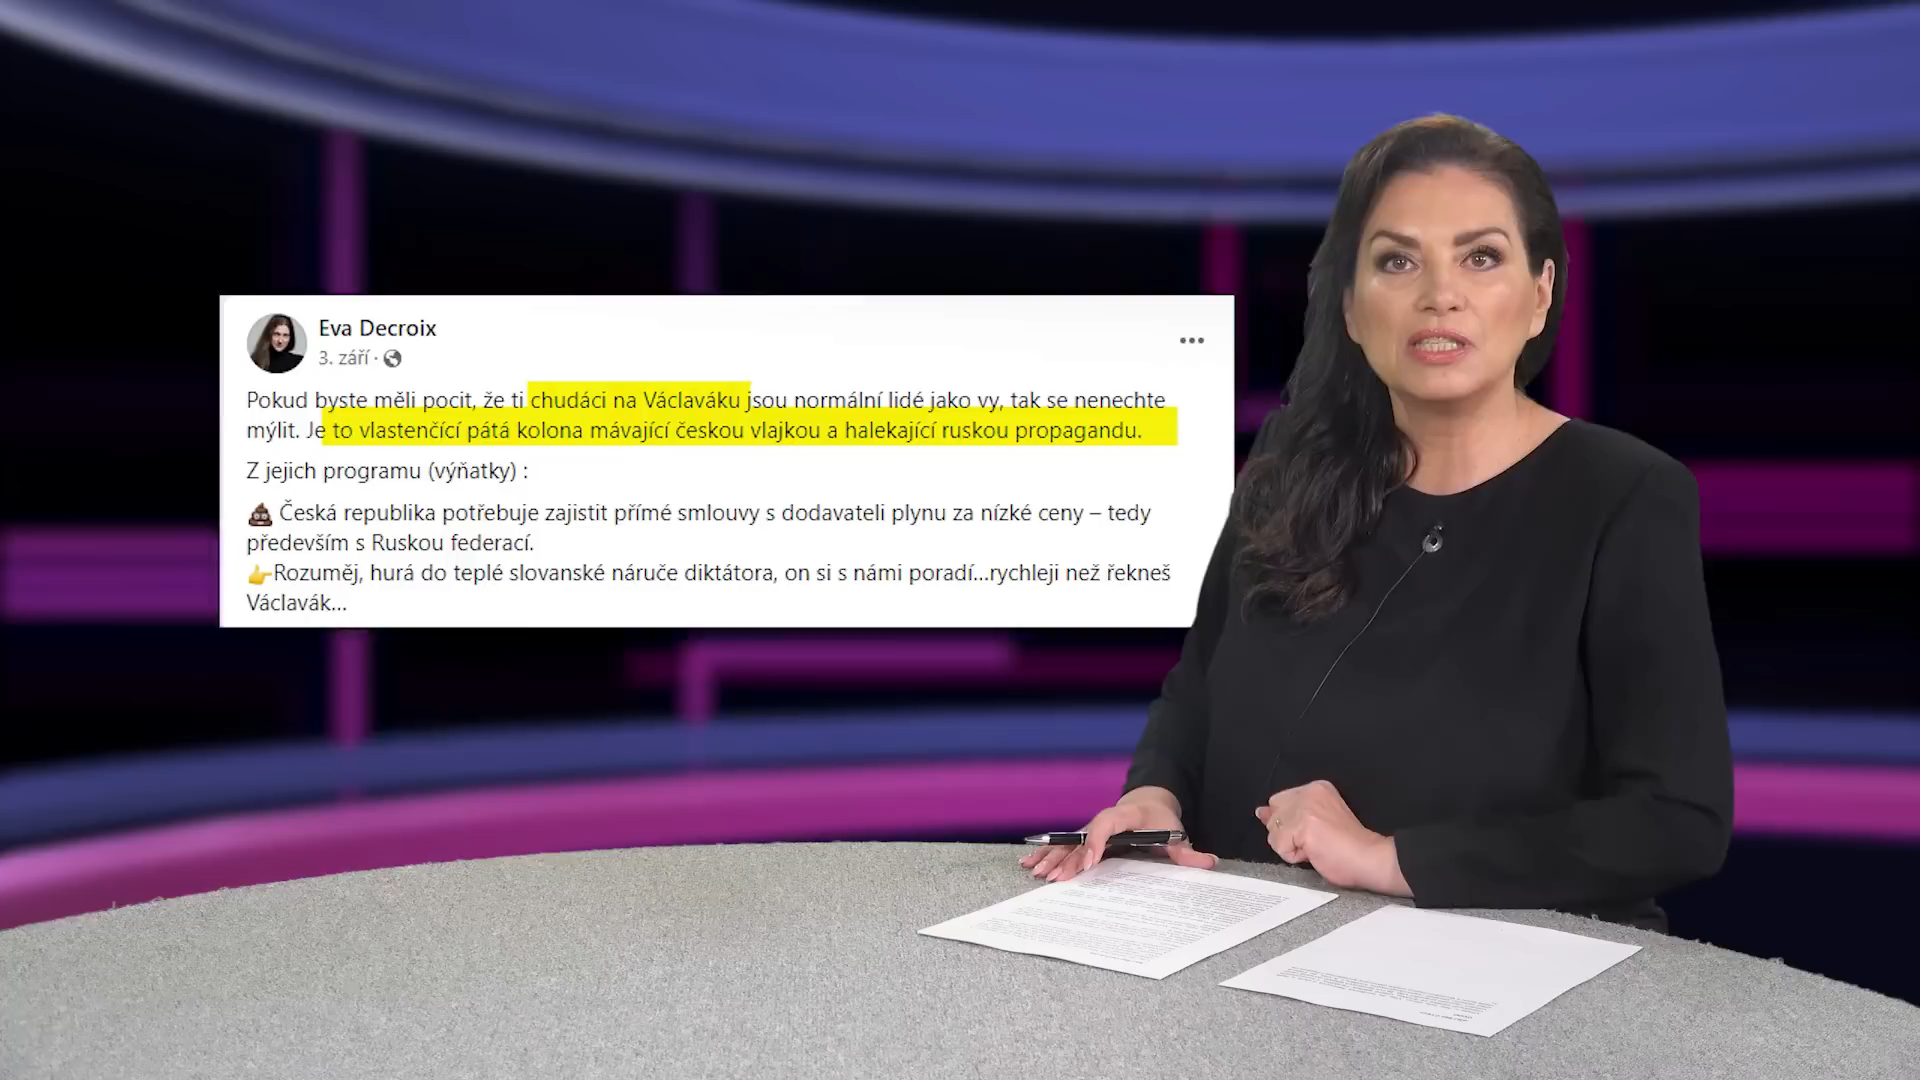 Eva Decroix
3. září ·
Pokud byste měli pocit, že ti chudáci na Václaváku jsou normální lidé jako vy, tak se nenechte
mýlit. Je to vlastenčící pátá kolona mávající českou vlajkou a halekající ruskou propagandu.
Z jejich programu (výňatky) :
💩 Česká republika potřebuje zajistit přímé smlouvy s dodavateli plynu za nízké ceny – tedy
především s Ruskou federací.
👉Rozuměj, hurá do teplé slovanské náruče diktátora, on si s námi poradí...rychleji než řekneš
Václavák...